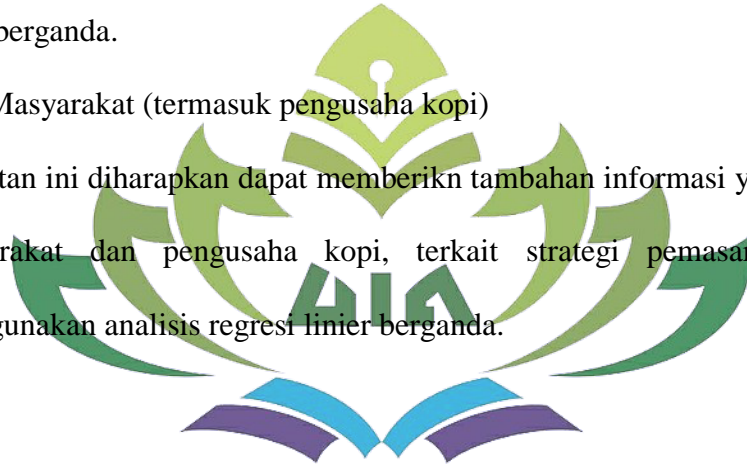 berganda.
Masyarakat (termasuk pengusaha kopi)
tan ini diharapkan dapat memberikn tambahan informasi y
rakat dan pengusaha kopi, terkait strategi pemasar
gunakan analisis regresi linier berganda.
UIN